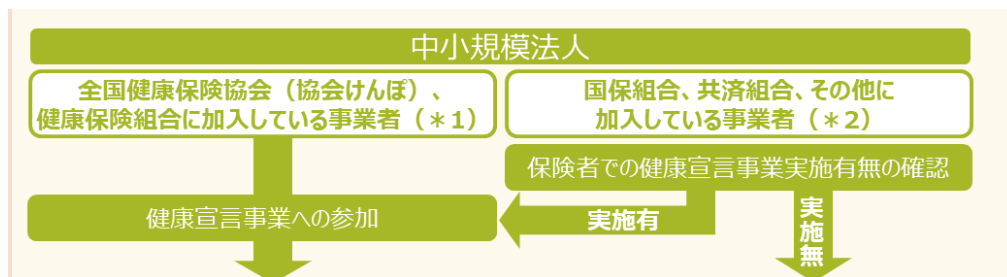 中小規模法人
全国健康保険協会（協会けんぽ）、
健康保険組合に加入している事業者（＊1）
国保組合、共済組合、その他に
加入している事業者（＊2）
保険者での健康宣言事業実施有無の確認
健康宣言事業への参加
実施有
実施無